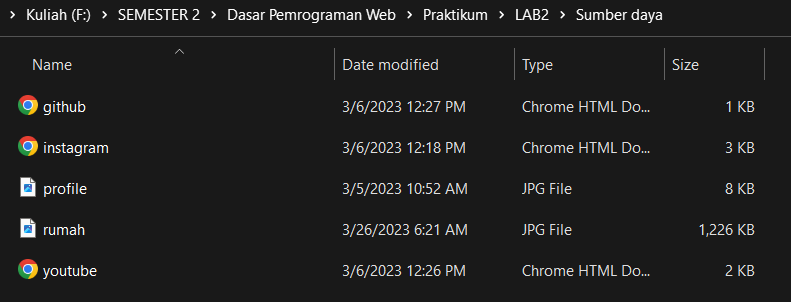 Kuliah (F:) > SEMESTER 2 > Dasar Pemrograman Web > Praktikum > LAB2 > Sumber daya
Name Date modified Type Size
github 3/6/2023 12:27 PM Chrome HTML Do... 1 KB
instagram 3/6/2023 12:18 PM Chrome HTML Do... 3 KB
profile 3/5/2023 10:52 AM JPG File 8 KB
rumah 3/26/2023 6:21 AM JPG File 1,226 KB
youtube 3/6/2023 12:26 PM Chrome HTML Do... 2 KB